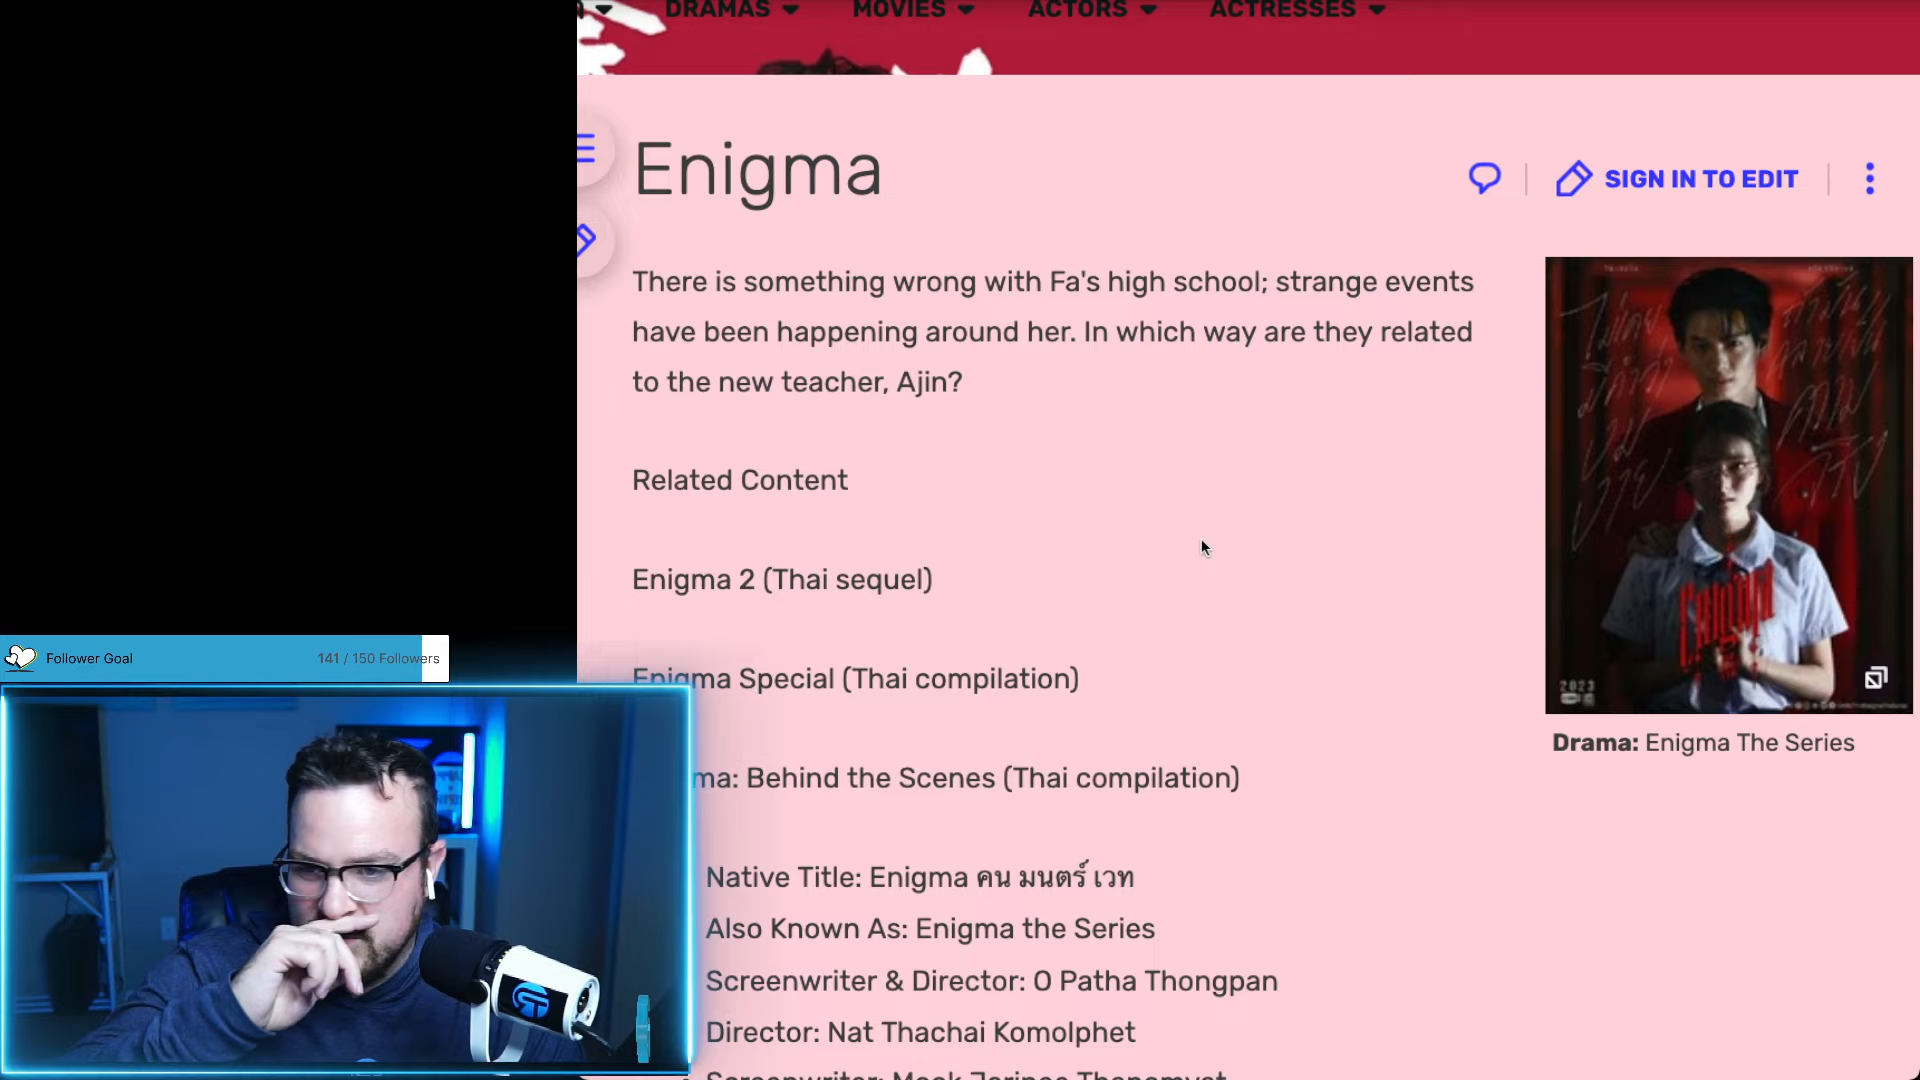 DRAMAS
MOVIES
ACTORS
ACTRESSES
Enigma
SIGN IN TO EDIT
There is something wrong with Fa's high school; strange events
have been happening around her. In which way are they related
to the new teacher, Ajin?
Related Content
Enigma 2 (Thai sequel)
Enigma Special (Thai compilation)
ma: Behind the Scenes (Thai compilation)
Native Title: Enigma คน มนตร์ เวท
Also Known As: Enigma the Series
Screenwriter & Director: O Patha Thongpan
Director: Nat Thachai Komolphet
Enigma
2023
Drama: Enigma The Series
Follower Goal
141 / 150 Followers